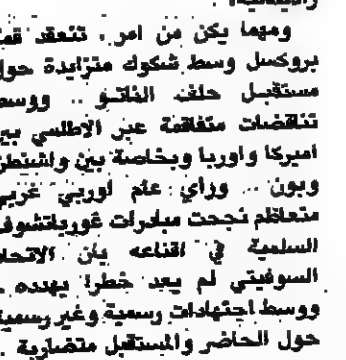 ومهما يكن من امر ، تنعقد قمة
بروكسل وسط شكوك متزايدة حول
مستقبل حلف الناتو .. ووسط
تناقضات متفاقمة عبر الاطلسي بين
اميركا واوربا وبخاصة بين واشنطن
وبون .. ورأي عام اوربي غربي
متعاظم نجحت مبادرات غورباتشوف
السلمية في اقناعه بان الاتحاد
السوفيتي لم يعد خطرا يهدده .
ووسط اجتهادات رسمية وغير رسمية
حول الحاضر والمستقبل متضاربة .